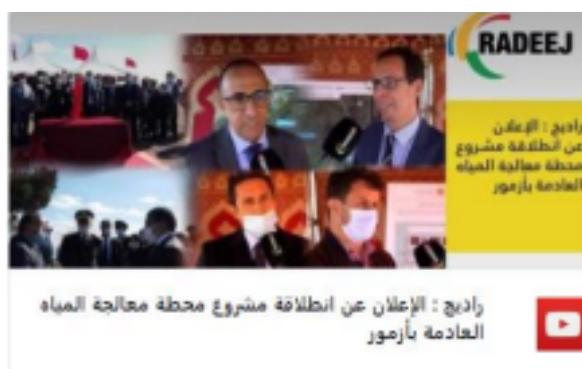 RADEEJ
راديج : الإعلان
عن انطلاقة مشروع
محطة معالجة المياه
العادمة بأزمور
راديج : الإعلان عن انطلاقة مشروع محطة معالجة المياه
العادمة بأزمور